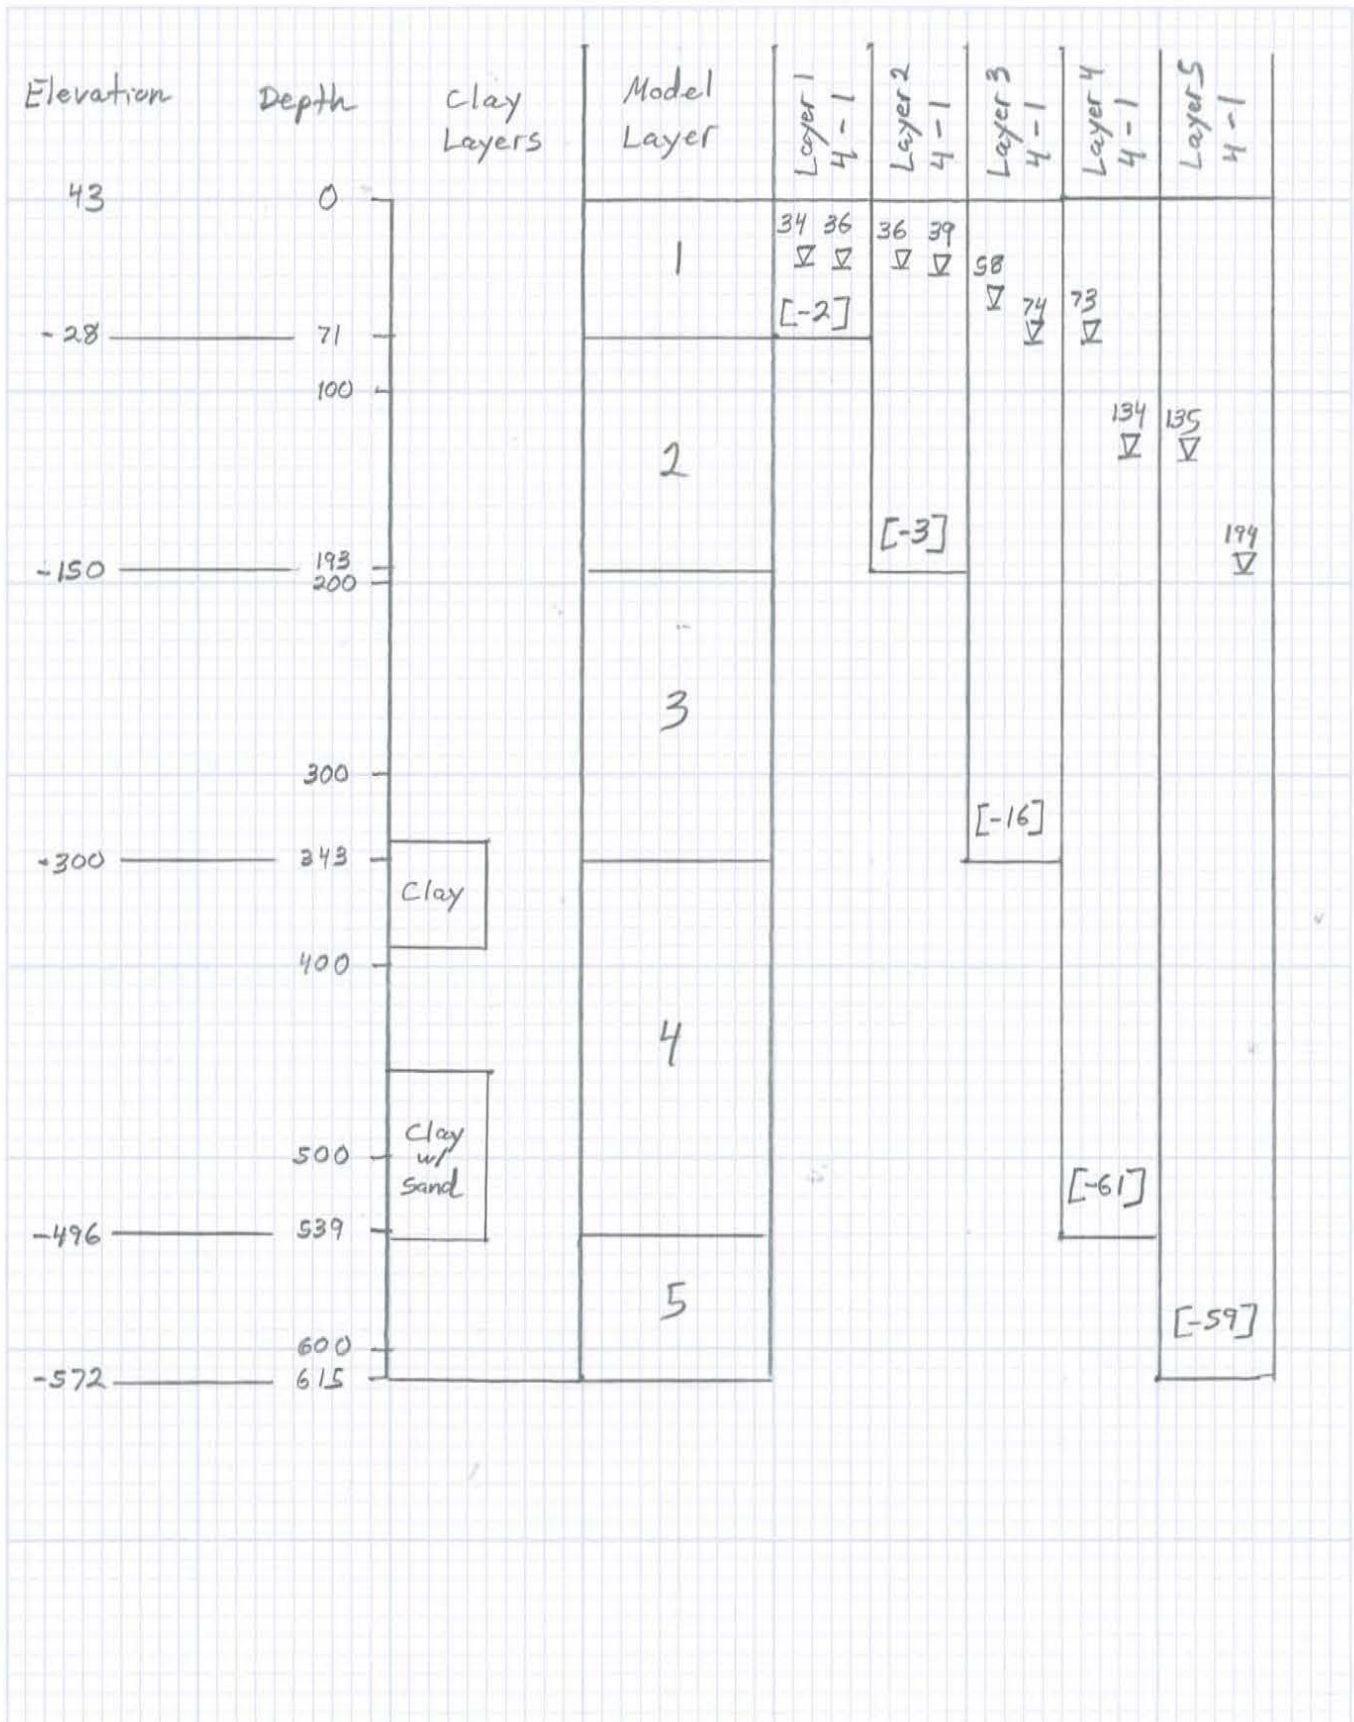 Elevation
Depth
Clay
Layers
Model
Layer
Layer 1
4-1
Layer 2
4-1
Layer 3
4-1
Layer 4
4-1
Layer 5
4-1
43
0
34 36
36 39
58
74
73
1
[-2]
-28
71
100
134
135
2
[-3]
194
-150
193
200
3
300
[-16]
-300
343
Clay
400
4
Clay
w/
Sand
500
[-61]
-496
539
5
[-59]
600
-572
615